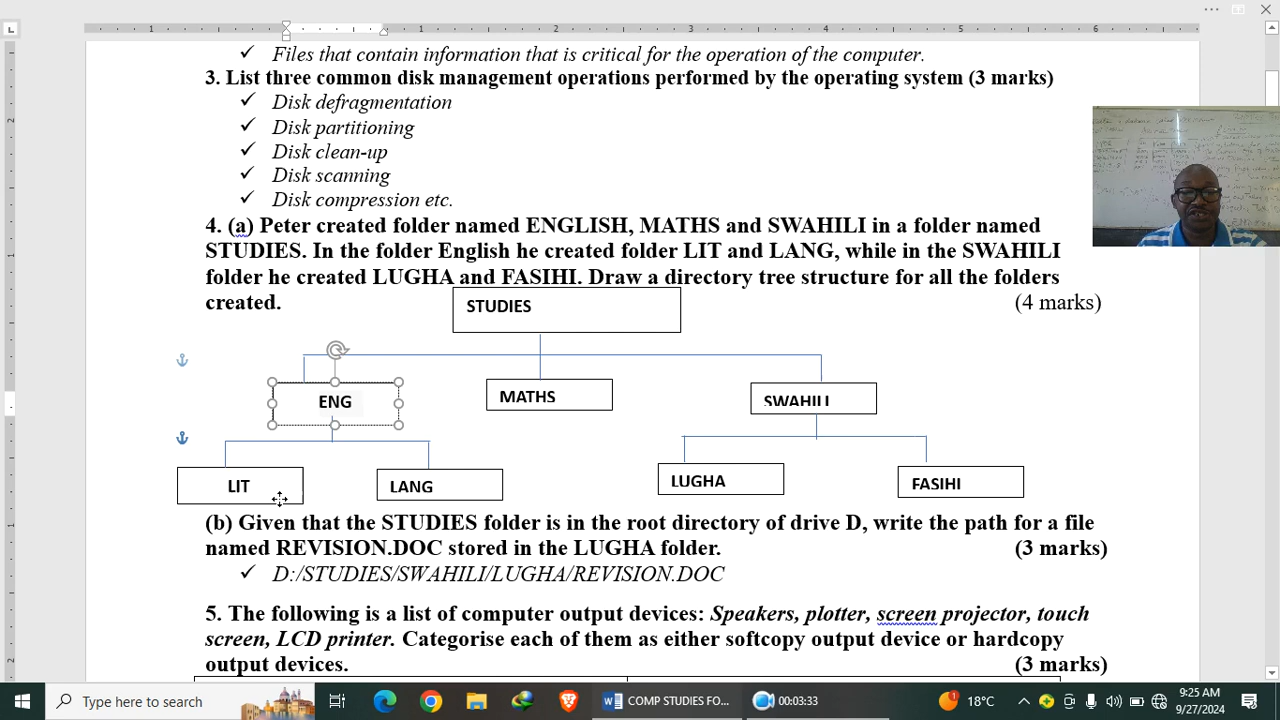 1 1 2 3 4 5 6
Files that contain information that is critical for the operation of the computer.
3. List three common disk management operations performed by the operating system (3 marks)
✓ Disk defragmentation
✓ Disk partitioning
✓ Disk clean-up
✓ Disk scanning
✓ Disk compression etc.
4. (a) Peter created folder named ENGLISH, MATHS and SWAHILI in a folder named
STUDIES. In the folder English he created folder LIT and LANG, while in the SWAHILI
folder he created LUGHA and FASIHI. Draw a directory tree structure for all the folders
created. (4 marks)
STUDIES
ENG
MATHS
SWAHILI
LIT
LANG
LUGHA
FASIHI
(b) Given that the STUDIES folder is in the root directory of drive D, write the path for a file
named REVISION.DOC stored in the LUGHA folder. (3 marks)
✓ D:/STUDIES/SWAHILI/LUGHA/REVISION.DOC
5. The following is a list of computer output devices: Speakers, plotter, screen projector, touch
screen, LCD printer. Categorise each of them as either softcopy output device or hardcopy
output devices. (3 marks)
Type here to search
COMP STUDIES FO...
00:03:33
1
18°C
9:25 AM
9/27/2024